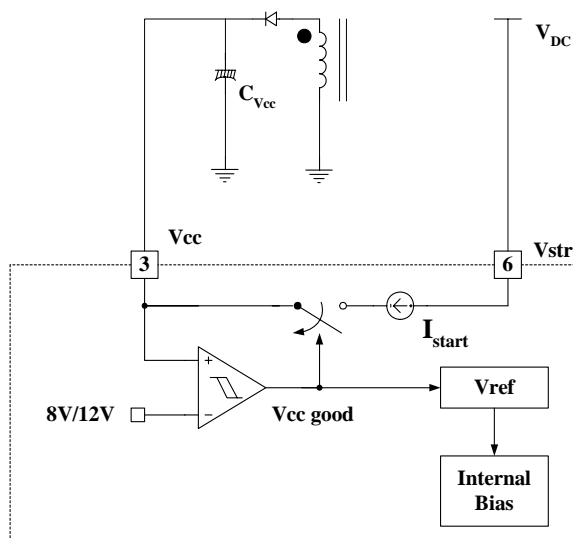 V_DC
C_Vcc
Vcc
Vstr
3
6
I_start
+
8V/12V
−
Vcc good
Vref
Internal
Bias